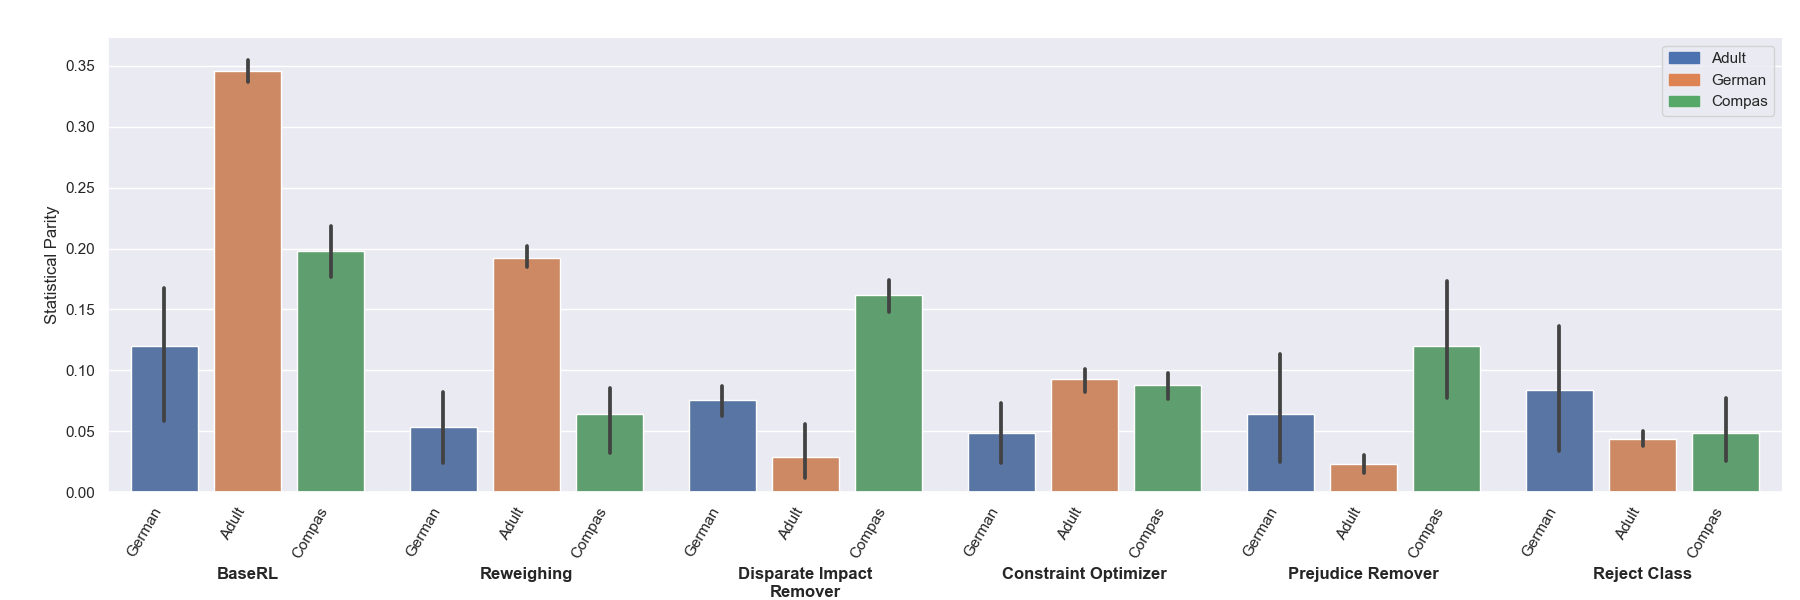 Statistical Parity
0.35
0.30
0.25
0.20
0.15
0.10
0.05
0.00
Adult
German
Compas
German
Adult
Compas
German
Adult
Compas
German
Adult
Compas
German
Adult
Compas
German
Adult
Compas
German
Adult
Compas
BaseRL
Reweighing
Disparate Impact
Remover
Constraint Optimizer
Prejudice Remover
Reject Class